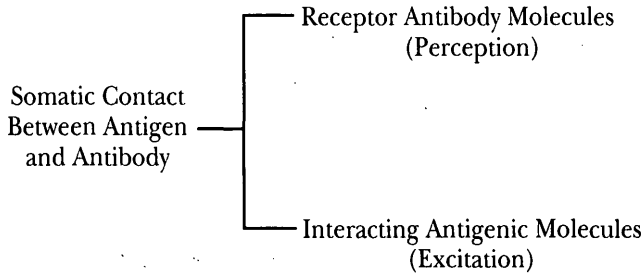 Receptor Antibody Molecules
(Perception)
Somatic Contact
Between Antigen
and Antibody
Interacting Antigenic Molecules
(Excitation)